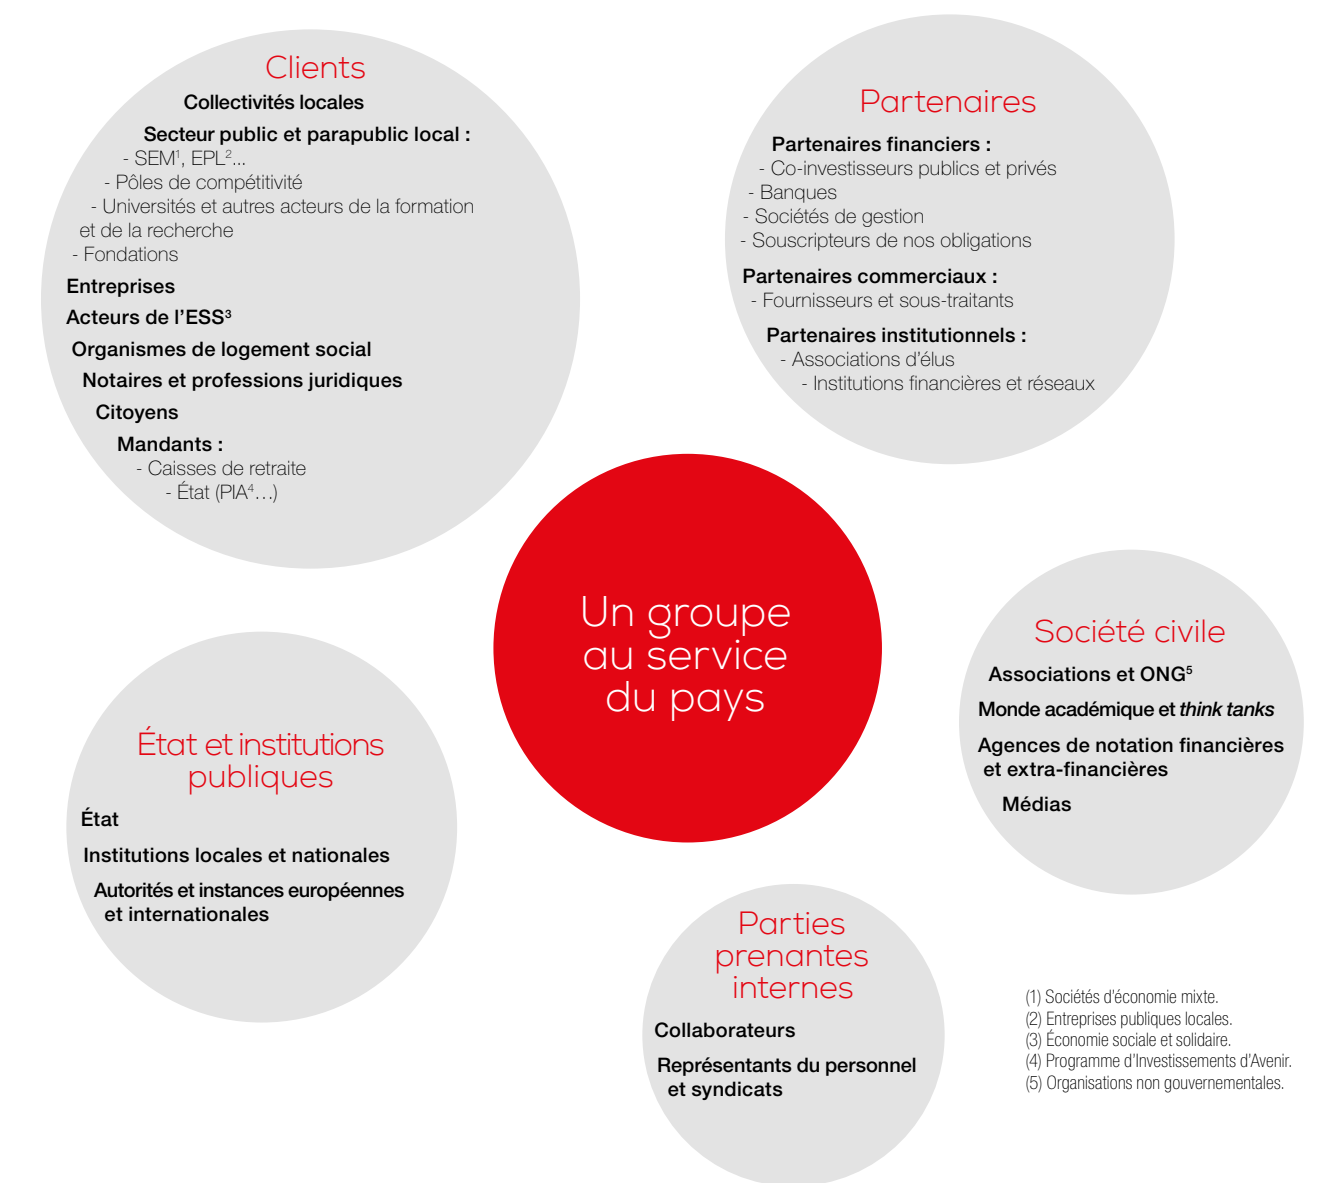 Clients
Collectivités locales
Secteur public et parapublic local :
- SEM¹, EPL²...
- Pôles de compétitivité
- Universités et autres acteurs de la formation
et de la recherche
- Fondations
Entreprises
Acteurs de l’ESS³
Organismes de logement social
Notaires et professions juridiques
Citoyens
Mandants :
- Caisses de retraite
- État (PIA⁴…)
Partenaires
Partenaires financiers :
- Co-investisseurs publics et privés
- Banques
- Sociétés de gestion
- Souscripteurs de nos obligations
Partenaires commerciaux :
- Fournisseurs et sous-traitants
Partenaires institutionnels :
- Associations d’élus
- Institutions financières et réseaux
Un groupe
au service
du pays
Société civile
Associations et ONG⁵
Monde académique et think tanks
Agences de notation financières
et extra-financières
Médias
État et institutions
publiques
État
Institutions locales et nationales
Autorités et instances européennes
et internationales
Parties
prenantes
internes
Collaborateurs
Représentants du personnel
et syndicats
(1) Sociétés d’économie mixte.
(2) Entreprises publiques locales.
(3) Économie sociale et solidaire.
(4) Programme d’Investissements d’Avenir.
(5) Organisations non gouvernementales.